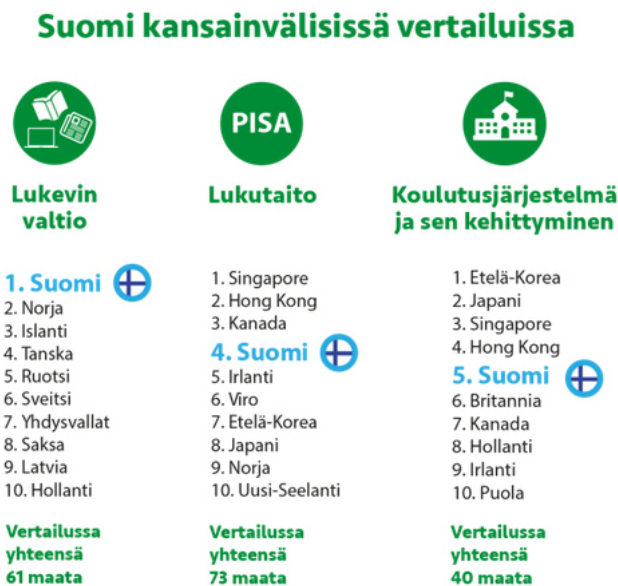 Suomi kansainvälisissä vertailuissa
Lukevin
valtio
1. Suomi
2. Norja
3. Islanti
4. Tanska
5. Ruotsi
6. Sveitsi
7. Yhdysvallat
8. Saksa
9. Latvia
10. Hollanti
Vertailussa
yhteensä
61 maata
PISA
Lukutaito
1. Singapore
2. Hong Kong
3. Kanada
4. Suomi
5. Irlanti
6. Viro
7. Etelä-Korea
8. Japani
9. Norja
10. Uusi-Seelanti
Vertailussa
yhteensä
73 maata
Koulutusjärjestelmä
ja sen kehittyminen
1. Etelä-Korea
2. Japani
3. Singapore
4. Hong Kong
5. Suomi
6. Britannia
7. Kanada
8. Hollanti
9. Irlanti
10. Puola
Vertailussa
yhteensä
40 maata